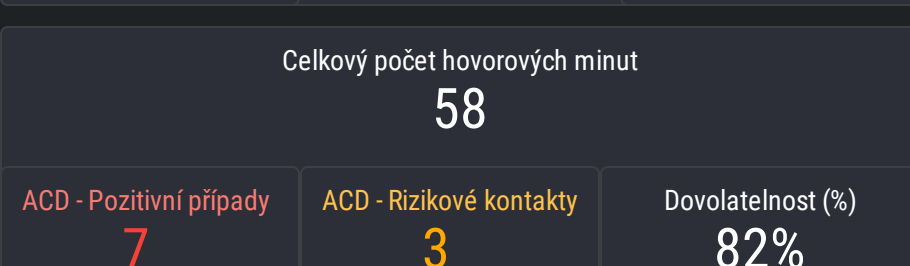 Celkový počet hovorových minut
58
ACD - Pozitivní případy
7
ACD - Rizikové kontakty
3
Dovolatelnost (%)
82%